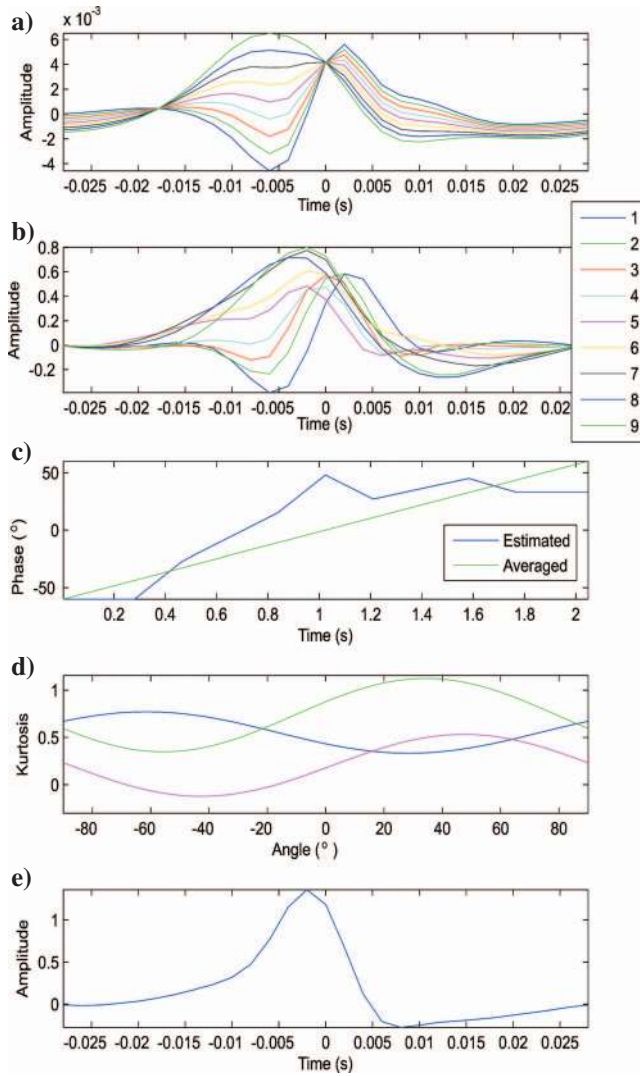 a)
× 10⁻³
6
4
2
0
-2
-4
Amplitude
-0.025 -0.02 -0.015 -0.01 -0.005 0 0.005 0.01 0.015 0.02 0.025
Time (s)
b)
0.8
0.6
0.4
0.2
0
-0.2
Amplitude
-0.025 -0.02 -0.015 -0.01 -0.005 0 0.005 0.01 0.015 0.02 0.02
Time (s)
1
2
3
4
5
6
7
8
9
c)
50
0
-50
Phase (°)
0.2 0.4 0.6 0.8 1 1.2 1.4 1.6 1.8 2
Time (s)
Estimated
Averaged
d)
1
0.5
0
Kurtosis
-80 -60 -40 -20 0 20 40 60 80
Angle (°)
e)
1
0.5
0
Amplitude
-0.025 -0.02 -0.015 -0.01 -0.005 0 0.005 0.01 0.015 0.02 0.025
Time (s)